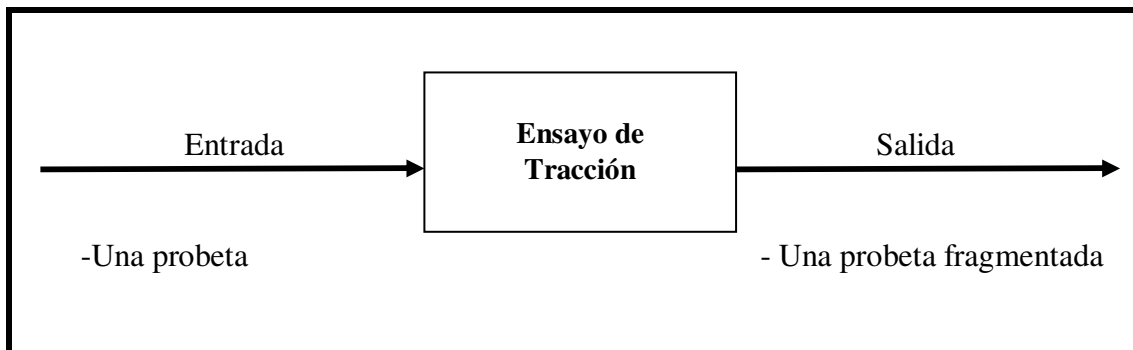 Entrada
Ensayo de
Tracción
Salida
-Una probeta
- Una probeta fragmentada